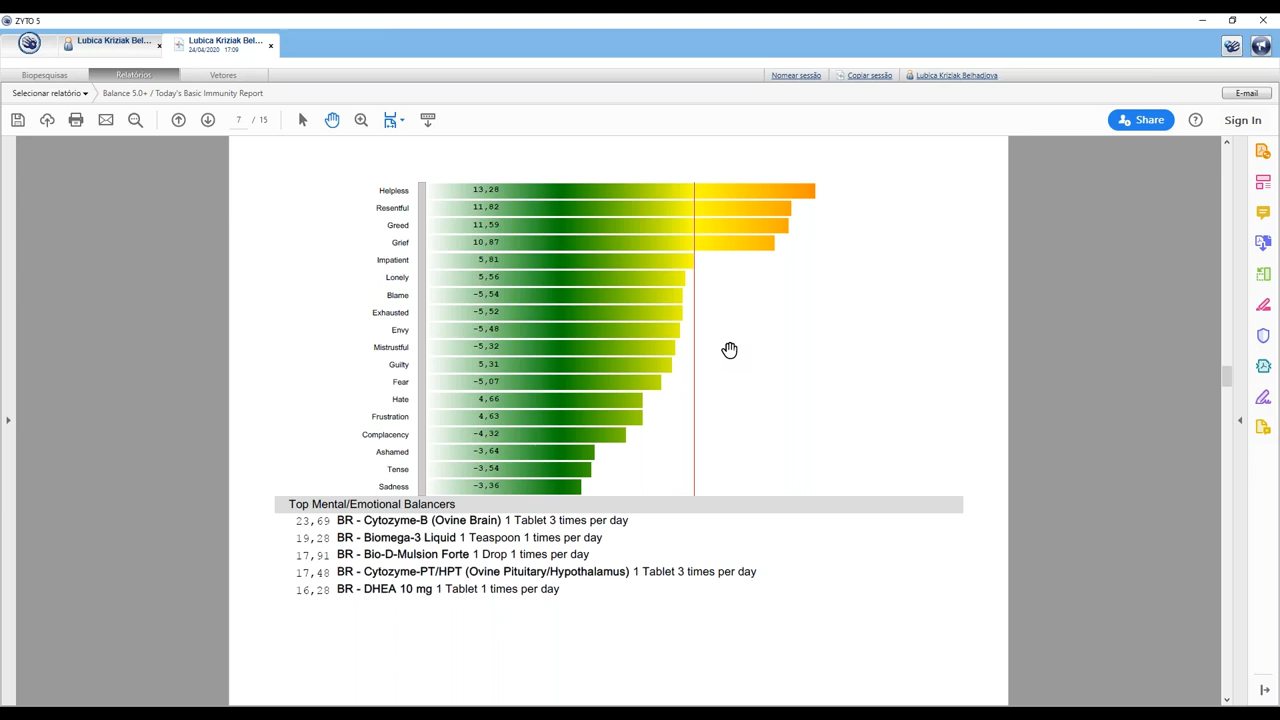 ZYTO 5
Lubica Kriziak Belh...
Lubica Kriziak Bel...
24/04/2020 17:09
Biopesquisas
Relatórios
Vetores
Nomear sessão
Copiar sessão
Lubica Kriziak Belhadlova
Selecionar relatório
Balance 5.0+ / Today's Basic Immunity Report
E-mail
7 / 15
Share
Sign In
Helpless 13,28
Resentful 11,82
Greed 11,59
Grief 10,87
Impatient 5,81
Lonely 5,56
Blame -5,54
Exhausted -5,52
Envy -5,48
Mistrustful -5,32
Guilty 5,31
Fear -5,07
Hate 4,66
Frustration 4,63
Complacency -4,32
Ashamed -3,64
Tense -3,54
Sadness -3,36
Top Mental/Emotional Balancers
23,69 BR - Cytozyme-B (Ovine Brain) 1 Tablet 3 times per day
19,28 BR - Biomega-3 Liquid 1 Teaspoon 1 times per day
17,91 BR - Bio-D-Mulsion Forte 1 Drop 1 times per day
17,48 BR - Cytozyme-PT/HPT (Ovine Pituitary/Hypothalamus) 1 Tablet 3 times per day
16,28 BR - DHEA 10 mg 1 Tablet 1 times per day